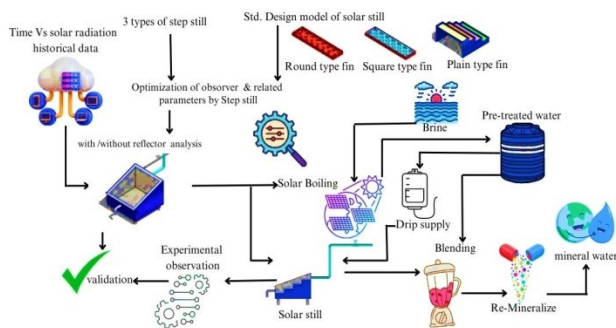 3 types of step still
Std. Design model of solar still
Time Vs solar radiation
historical data
Round type fin
Square type fin
Plain type fin
Optimization of observer & related
parameters by Step still
with /without reflector analysis
Brine
Pre-treated water
Solar Boiling
Drip supply
Blending
Experimental
observation
validation
Solar still
Re-Mineralize
mineral water